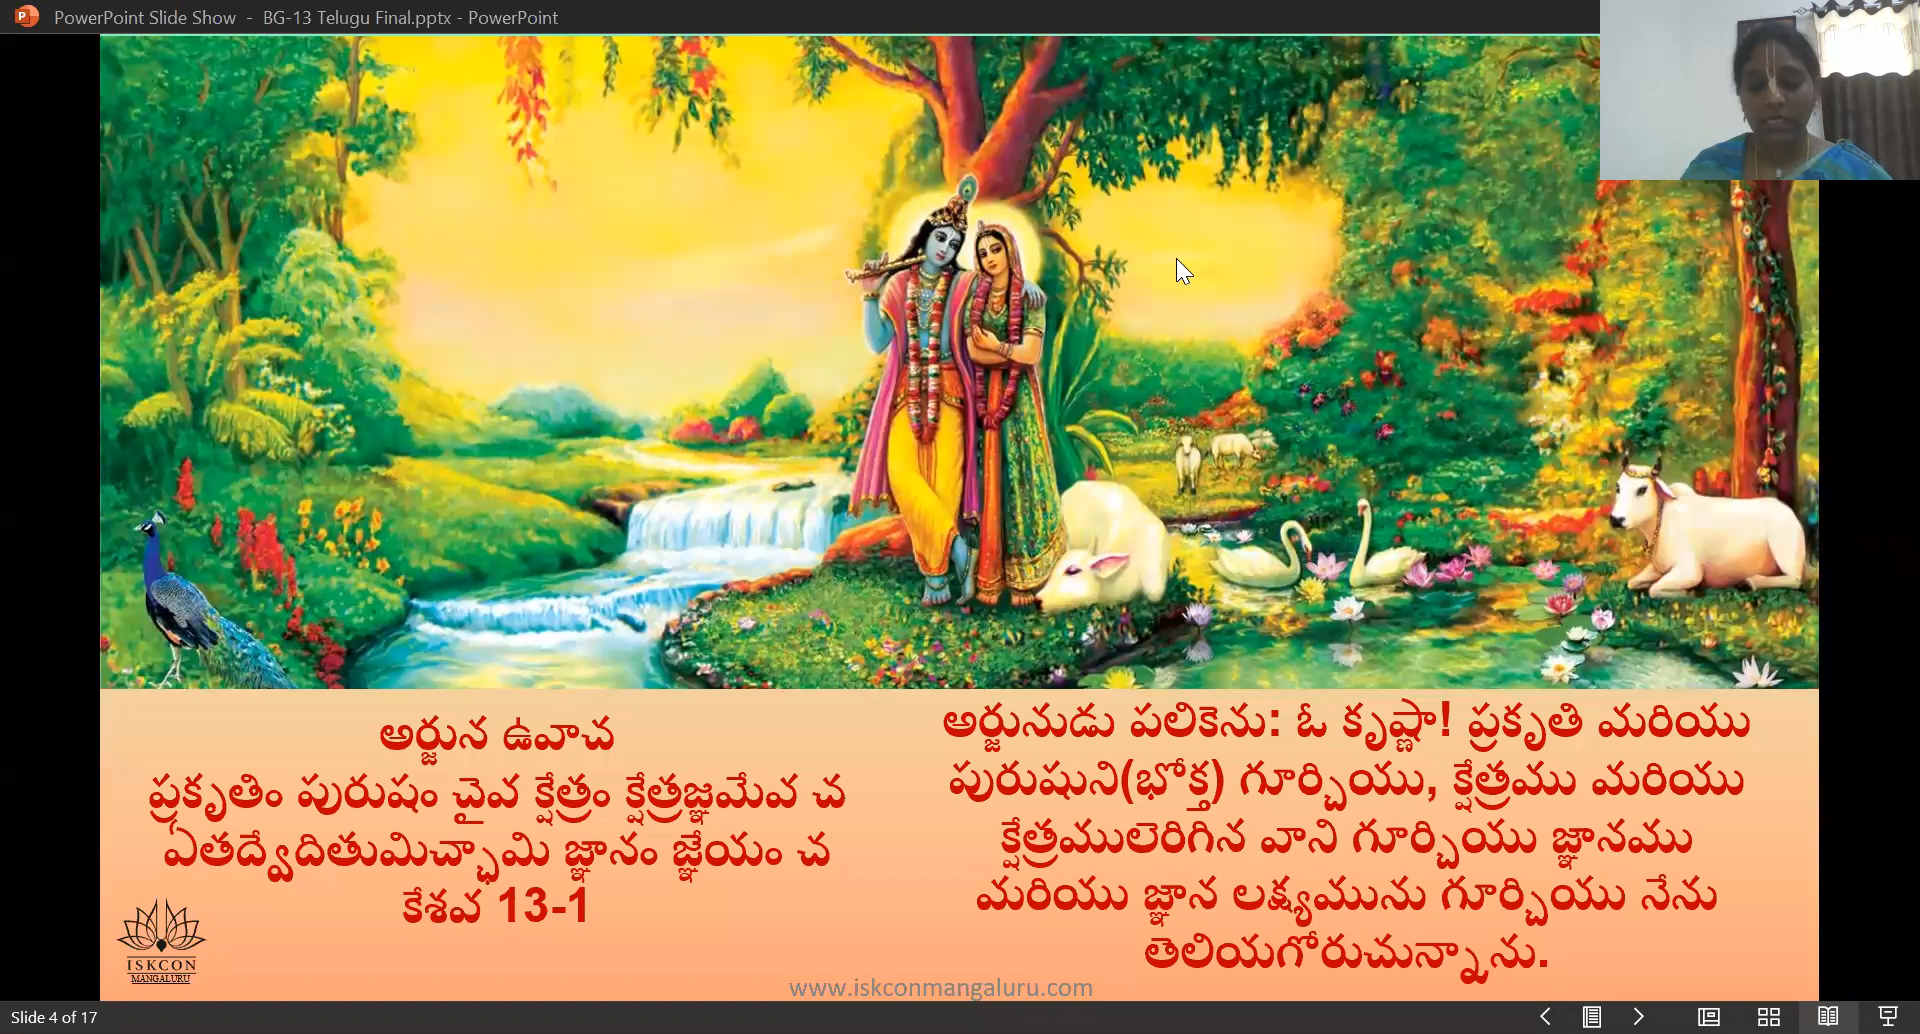 PowerPoint Slide Show - BG-13 Telugu Final.pptx - PowerPoint
అర్జున ఉవాచ
ప్రకృతిం పురుషం చైవ క్షేత్రం క్షేత్రజ్ఞమేవ చ
ఏతద్వేదితుమిచ్ఛామి జ్ఞానం జ్ఞేయం చ
కేశవ 13-1
అర్జునుడు పలికెను: ఓ కృష్ణా! ప్రకృతి మరియు
పురుషుని(భోక్త) గూర్చియు, క్షేత్రము మరియు
క్షేత్రములెరిగిన వాని గూర్చియు జ్ఞానము
మరియు జ్ఞాన లక్ష్యమును గూర్చియు నేను
తెలియగోరుచున్నాను.
ISKCON
MANGALURU
www.iskconmangaluru.com
Slide 4 of 17